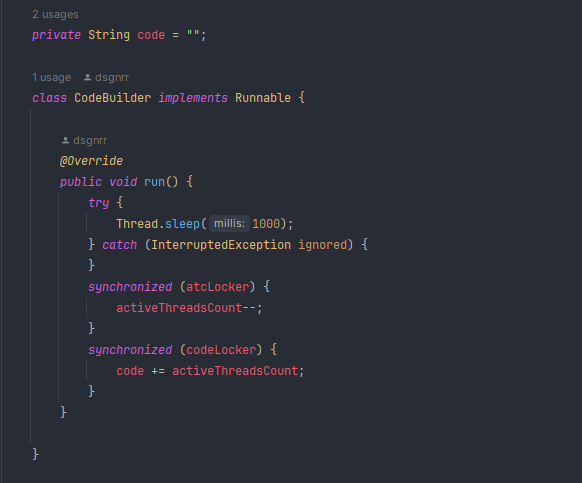 2 usages
private String code = "";
1 usage dsgnrr
class CodeBuilder implements Runnable {
dsgnrr
@Override
public void run() {
try {
Thread.sleep( millis: 1000);
} catch (InterruptedException ignored) {
}
synchronized (atcLocker) {
activeThreadsCount--;
}
synchronized (codeLocker) {
code += activeThreadsCount;
}
}
}